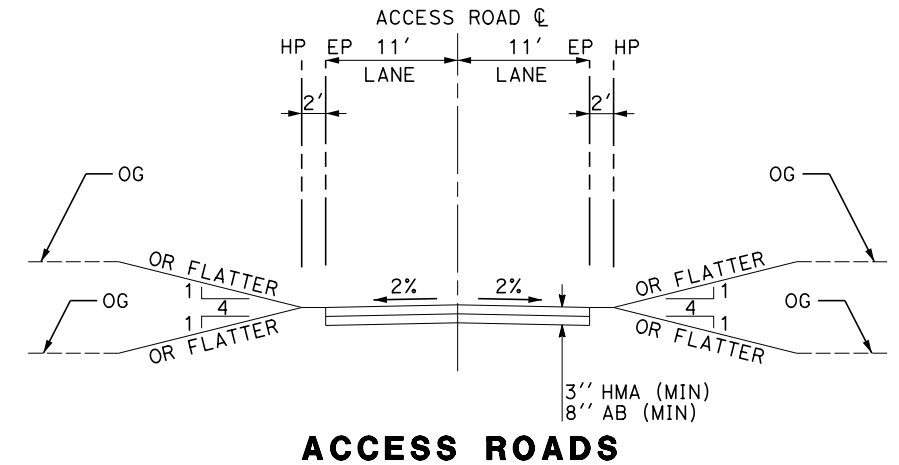 ACCESS ROAD ℄
HP EP 11' 11' EP HP
LANE LANE
2' 2'
OG OG
OR FLATTER OR FLATTER
1 2% 2% 1
OG 4 4 OG
1 1
OR FLATTER OR FLATTER
3'' HMA (MIN)
8'' AB (MIN)
ACCESS ROADS